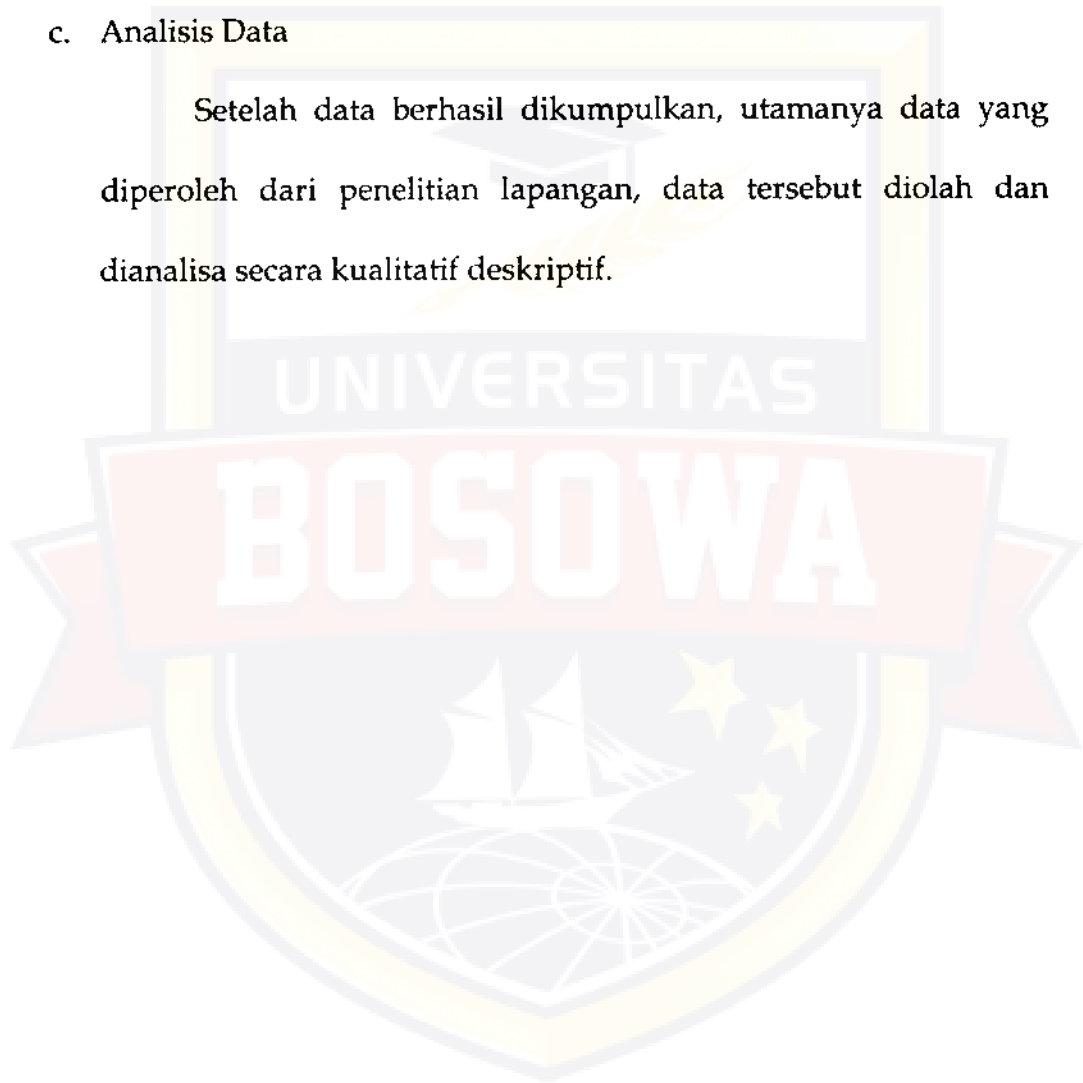 c. Analisis Data
Setelah data berhasil dikumpulkan, utamanya data yang
diperoleh dari penelitian lapangan, data tersebut diolah dan
dianalisa secara kualitatif deskriptif.
UNIVERSITAS
BOSOWA